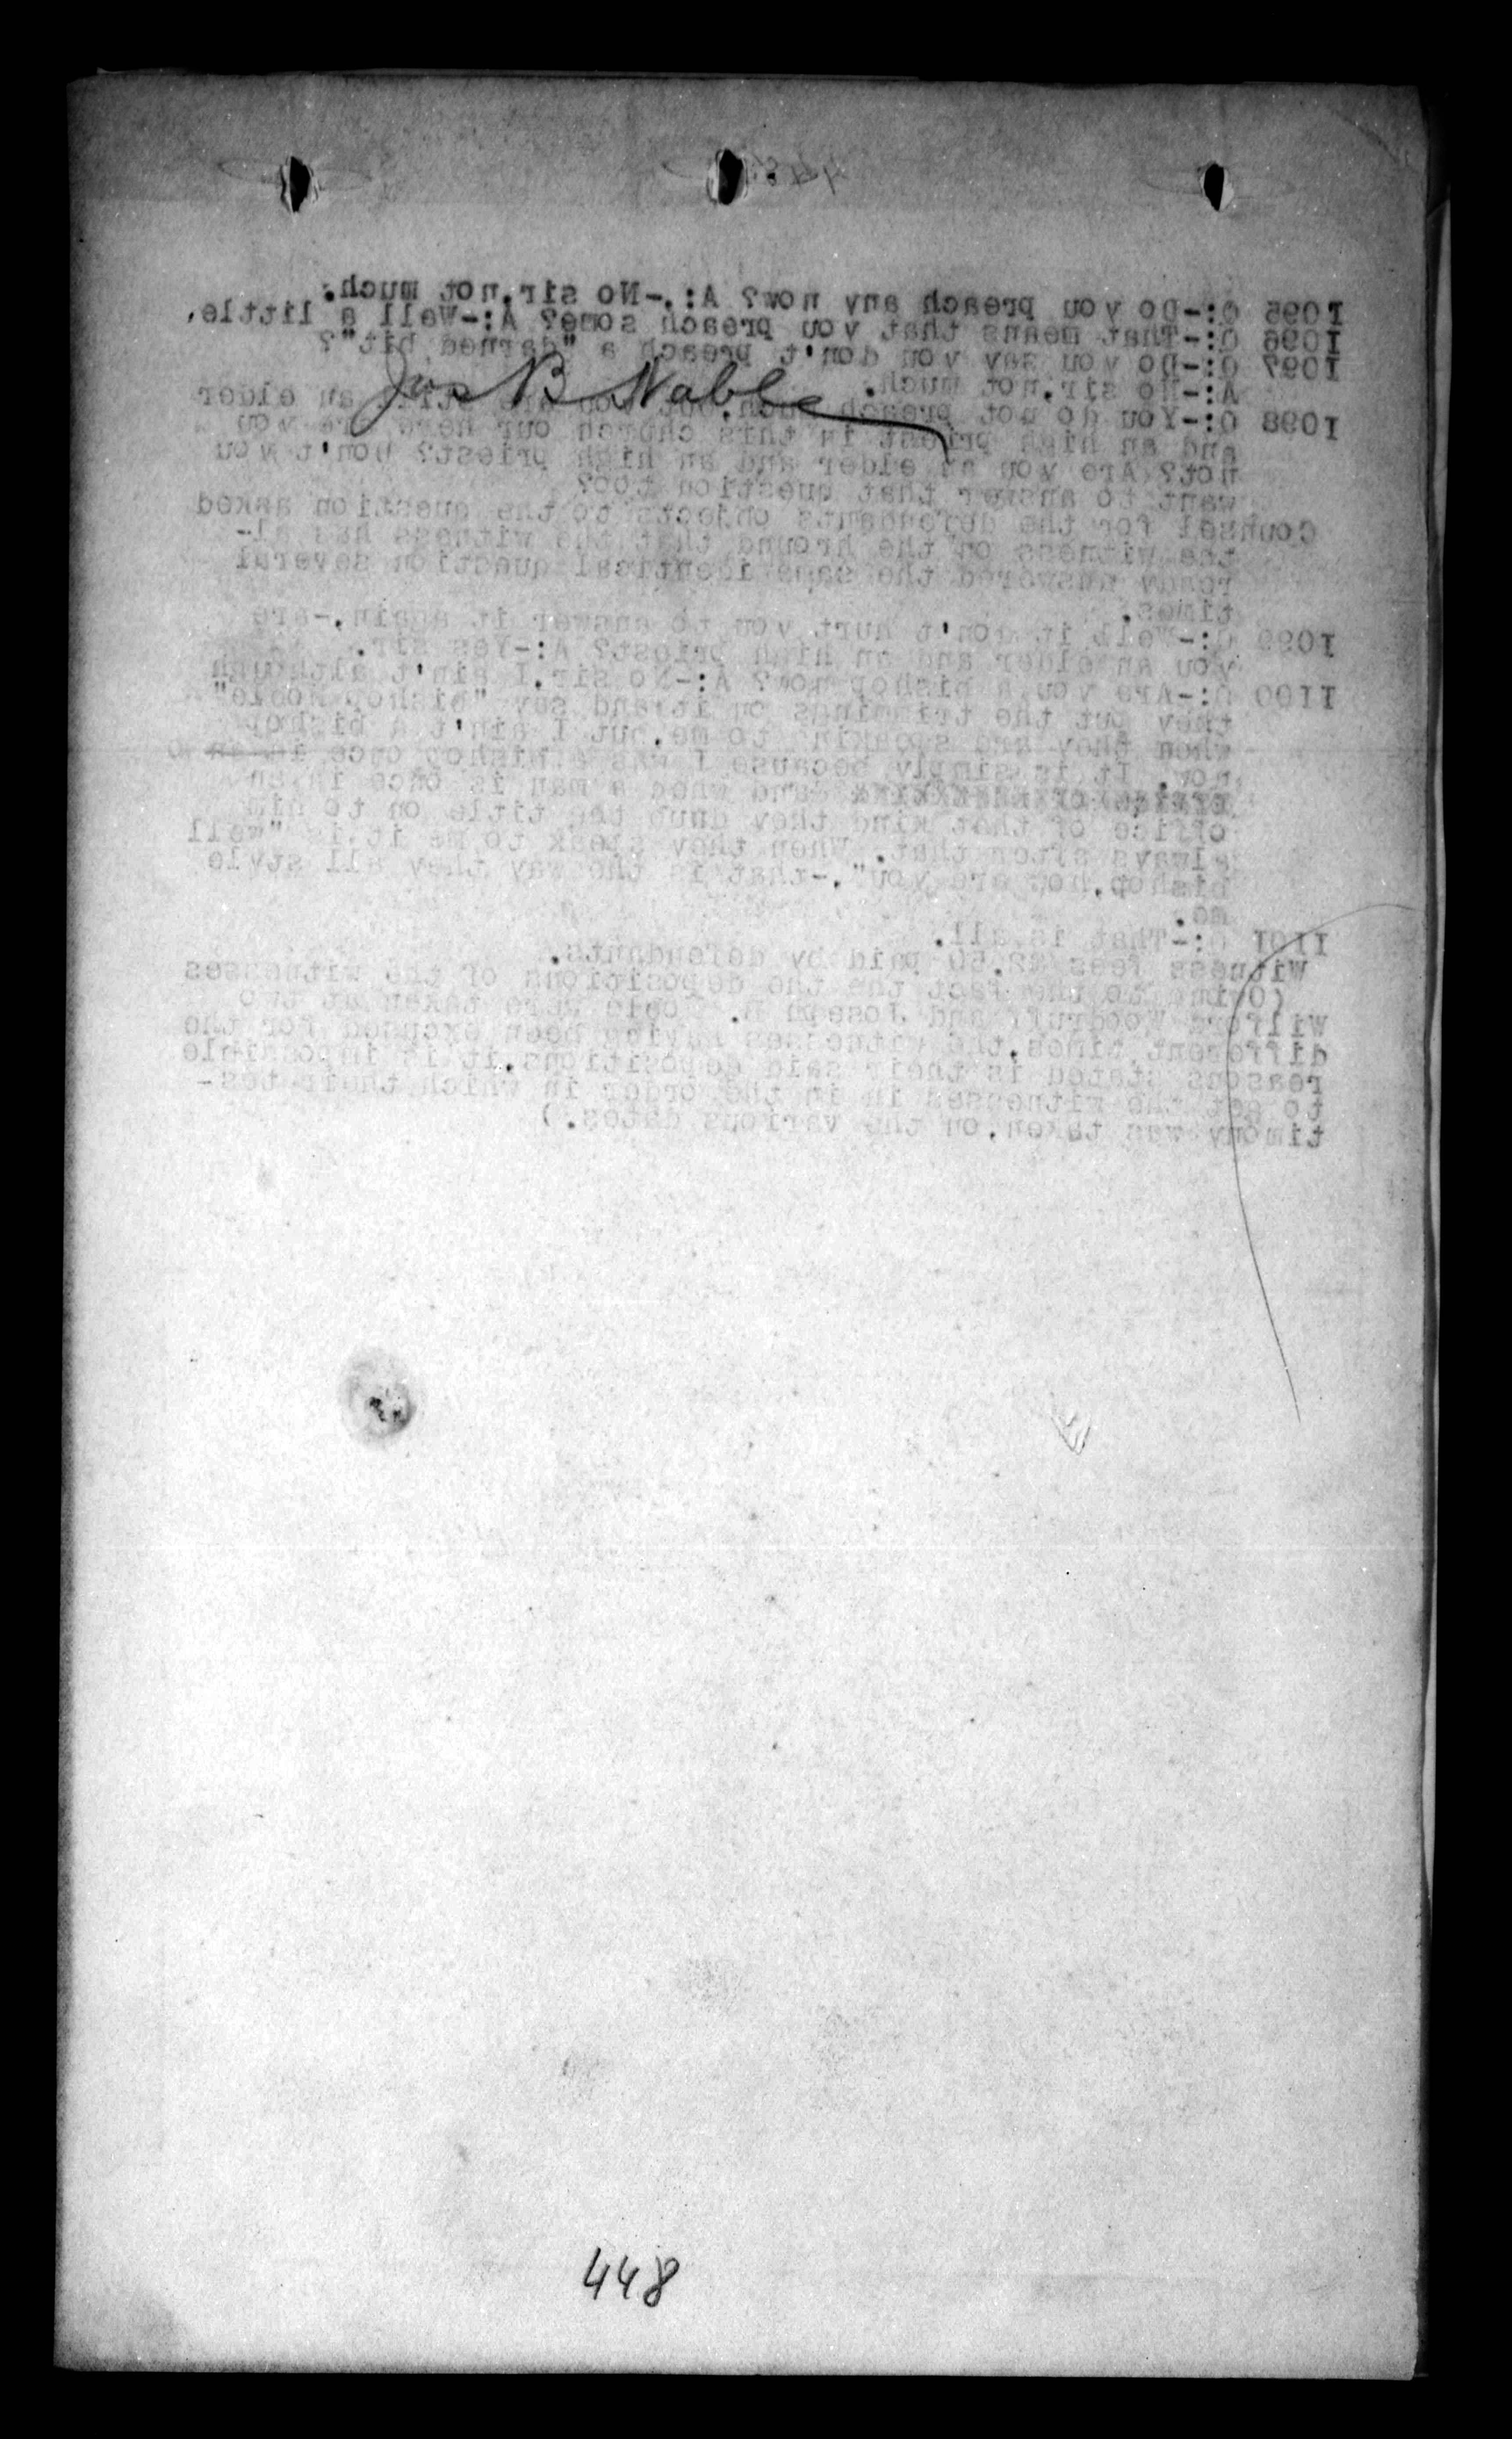 1095 Q:-Do you preach any now? A:.-No sir,not much.
1096 Q:-That means that you preach some? A:-Well a little.
1097 Q:-Do you say you don't preach a "darned bit"?
A:-No sir,not much.
Jos B Noble
1098 Q:-You do not preach much,but you are still an elder
and an high priest in this church our here are you
not? Are you an elder and an high priest? Don't you
want to answer that question too?
Counsel for the defendants objects to the question asked
the witness on the hround that the witness has al-
ready answered the same identical question several
times.
1099 Q:-Well it don't hurt you to answer it again,-are
you an elder and an high priest? A:-Yes sir.
1100 Q:-Are you a bishop now? A:-No sir,I ain't although
they put the trimmings on it and say "bishop Noble"
when they are speaking to me,but I ain't a bishop
now. It is simply because I was a bishop once
and when a man is once in an
office of that kind they daub the title on to him
always after that. When they speak to me it is "well
bishop,how are you",-that is the way they all style
me.
1101 Q:-That is all.
Witness fees $2.50 paid by defendants.
(Owing to the fact the the depositions of the witnesses
Wilford Woodruff and Joseph B. Noble were taken at two
different times,the witnesses having been excused for the
reasons stated is their said depositions,it is impossible
to get the witnesses in in the order in which their tes-
timony was taken,on the various dates.)
448